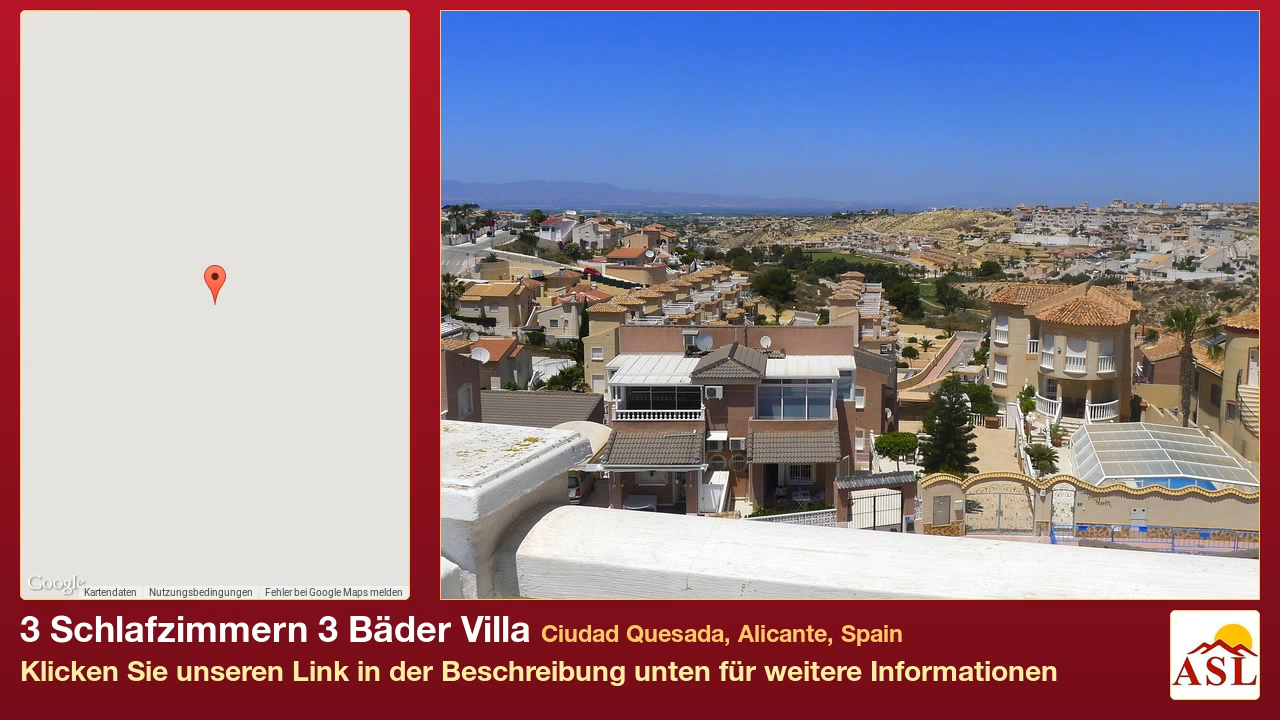 Google
Kartendaten Nutzungsbedingungen Fehler bei Google Maps melden
3 Schlafzimmern 3 Bäder Villa Ciudad Quesada, Alicante, Spain
Klicken Sie unseren Link in der Beschreibung unten für weitere Informationen
ASL